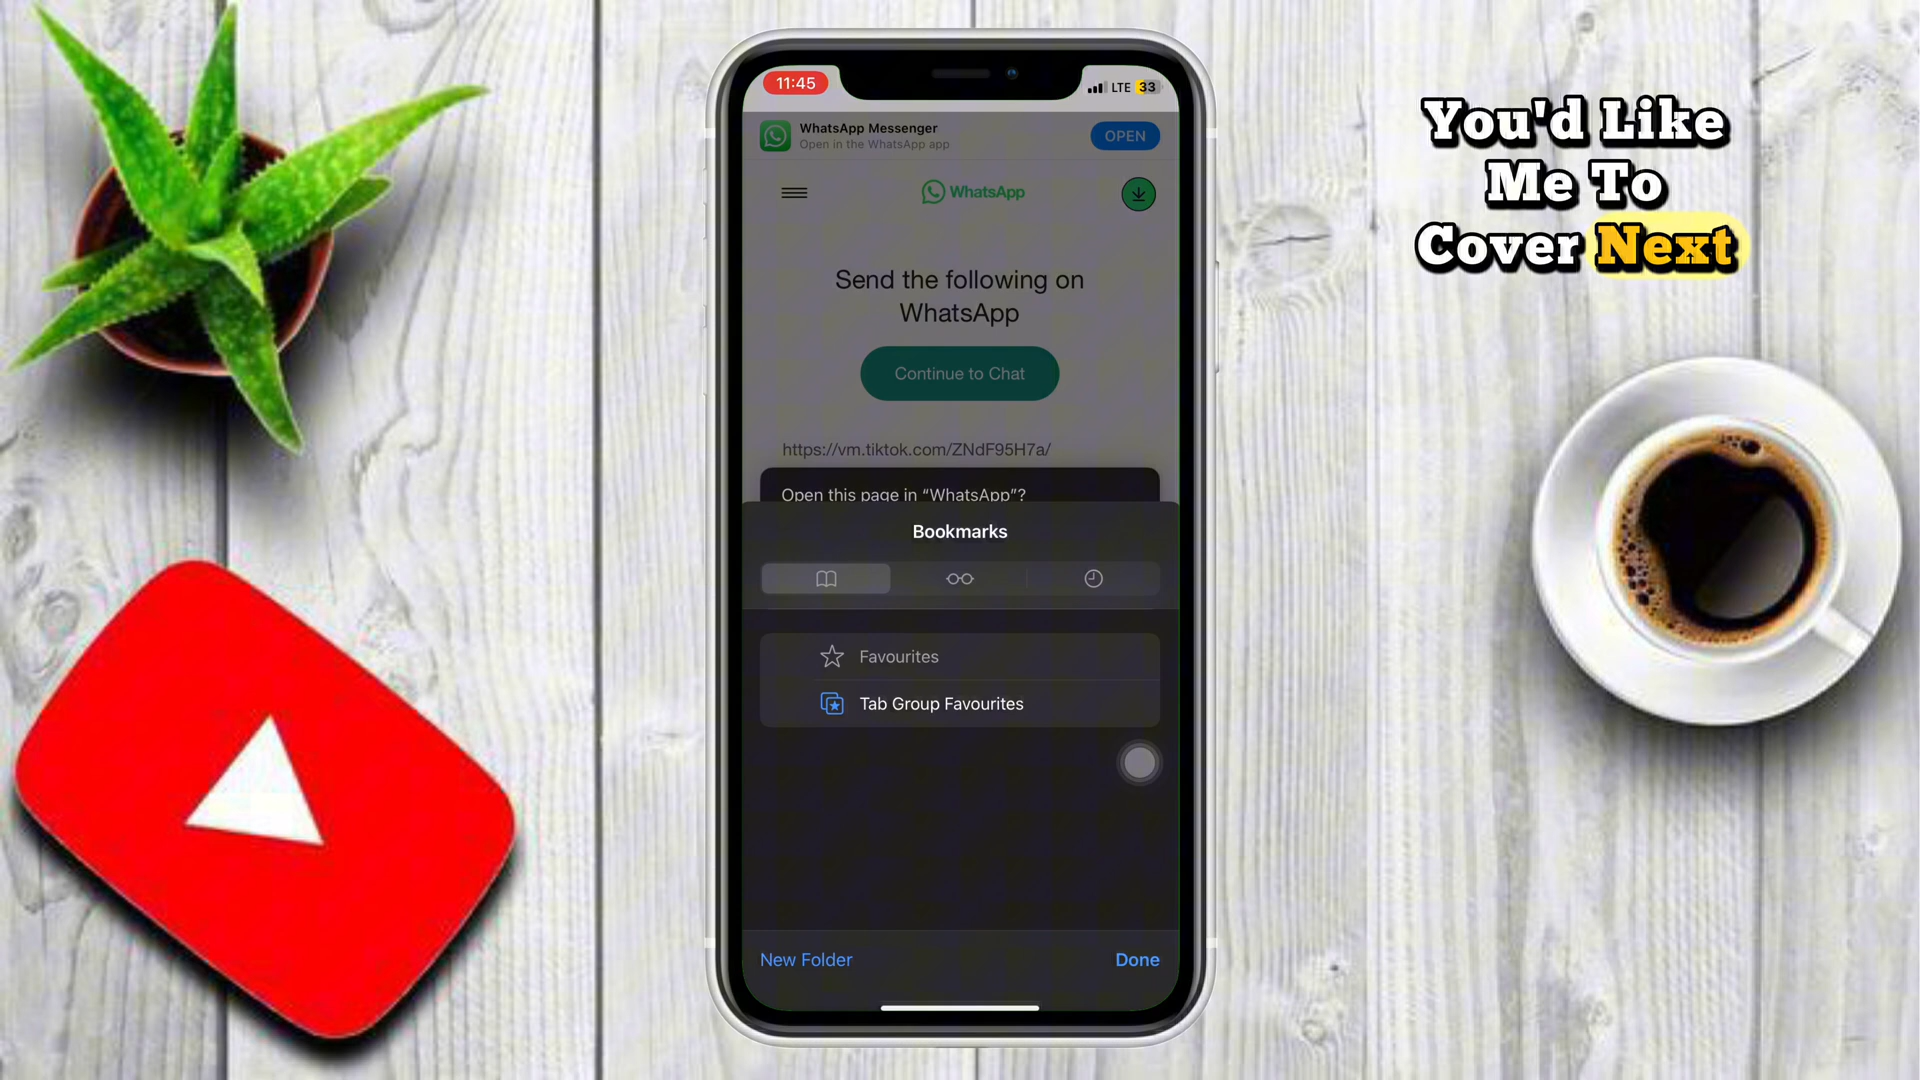 11:45
LTE 33
WhatsApp Messenger
Open in the WhatsApp app
OPEN
WhatsApp
Send the following on
WhatsApp
Continue to Chat
https://vm.tiktok.com/ZNdF95H7a/
Open this page in “WhatsApp”?
Bookmarks
Favourites
Tab Group Favourites
New Folder
Done
You'd Like
Me To
Cover Next